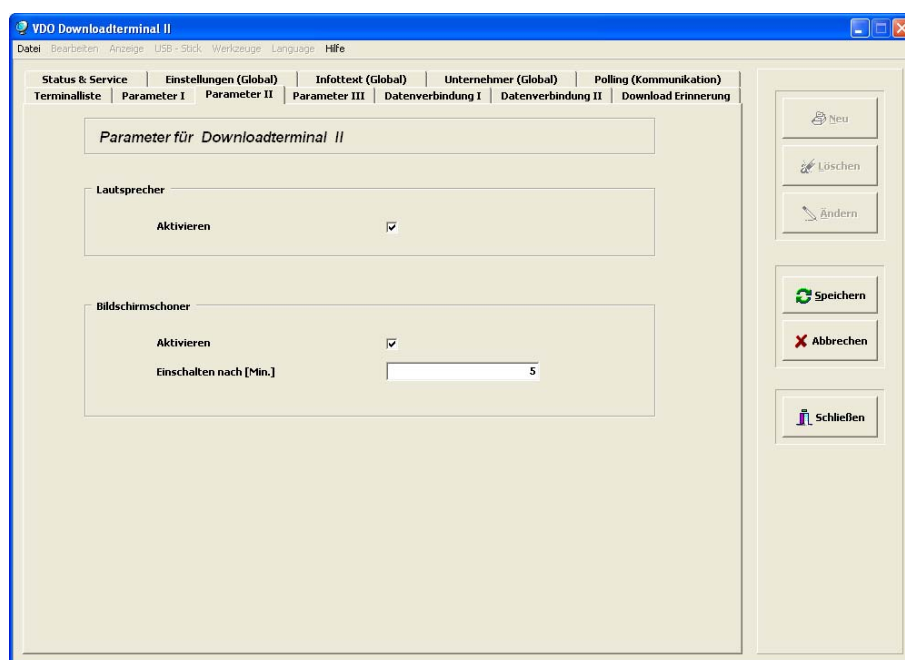 VDO Downloadterminal II
Datei Bearbeiten Anzeige USB - Stick Werkzeuge Language Hilfe
Status & Service Einstellungen (Global) Infottext (Global) Unternehmer (Global) Polling (Kommunikation)
Terminalliste Parameter I Parameter II Parameter III Datenverbindung I Datenverbindung II Download Erinnerung
Parameter für Downloadterminal II
Lautsprecher
Aktivieren
Bildschirmschoner
Aktivieren
Einschalten nach [Min.] 5
Neu
Löschen
Ändern
Speichern
Abbrechen
Schließen